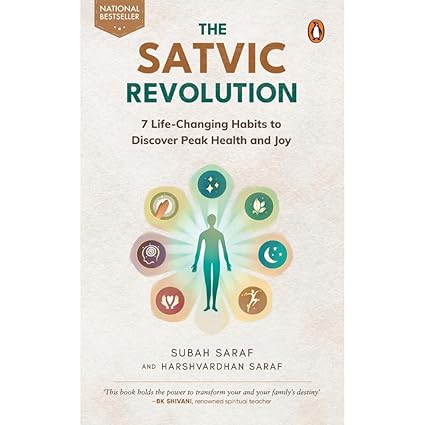 NATIONAL
BESTSELLER
THE
SATVIC
REVOLUTION
7 Life-Changing Habits to
Discover Peak Health and Joy
SUBAH SARAF
AND HARSHVARDHAN SARAF
'This book holds the power to transform your and your family's destiny'
—BK SHIVANI, renowned spiritual teacher